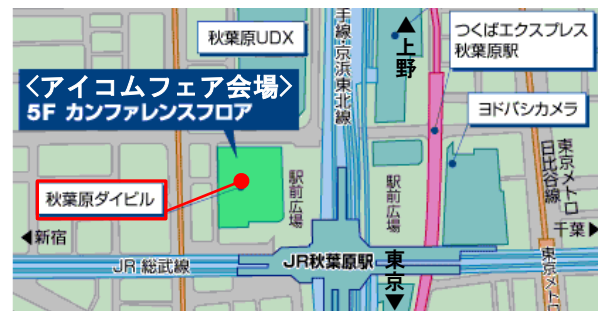 秋葉原UDX
手線・京浜東北線
▲上野
つくばエクスプレス
秋葉原駅
<アイコムフェア会場>
5F カンファレンスフロア
ヨドバシカメラ
東京メトロ
日比谷線
秋葉原ダイビル
駅前広場
駅前広場
千葉▶
◀新宿
JR 総武線
JR秋葉原駅
東京▼
東京メトロ